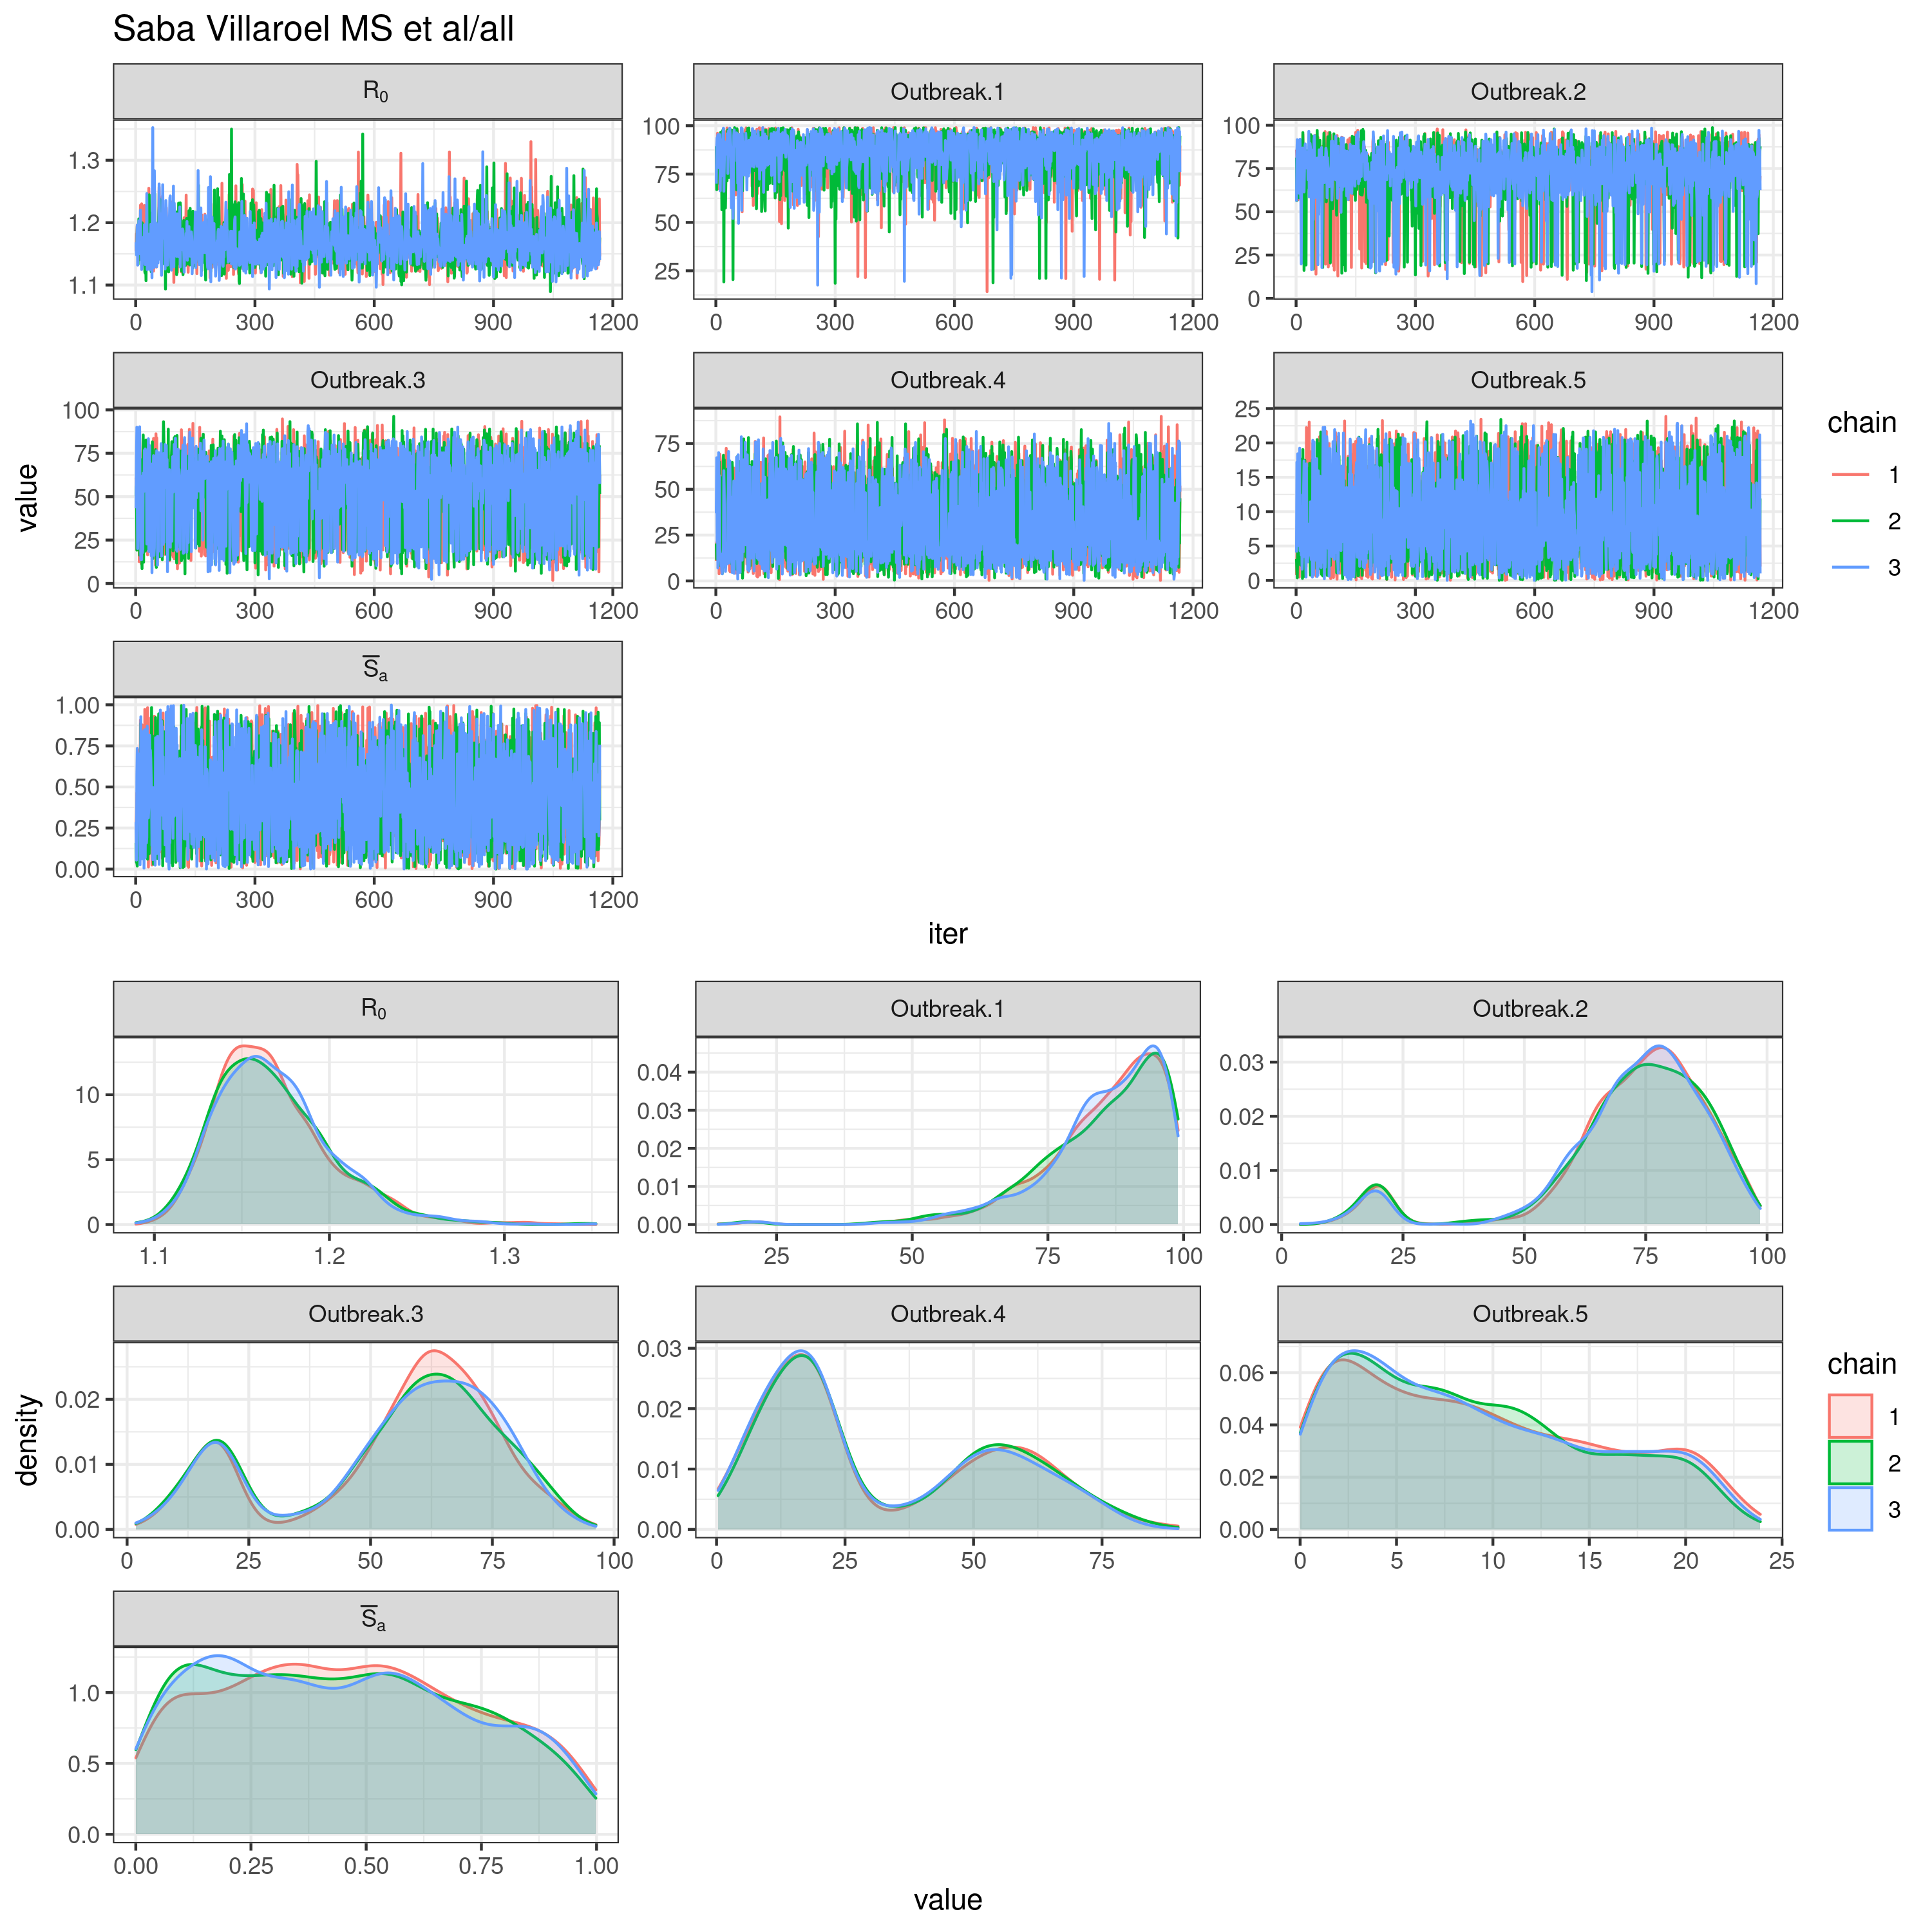 Saba Villaroel MS et al/all
R0 Outbreak.1 Outbreak.2
1.3
1.2
1.1
0 300 600 900 1200
100
75
50
25
0 300 600 900 1200
100
75
50
25
0
0 300 600 900 1200
Outbreak.3 Outbreak.4 Outbreak.5
100
75
50
25
0
0 300 600 900 1200
75
50
25
0
0 300 600 900 1200
25
20
15
10
5
0
0 300 600 900 1200
value
chain
1
2
3
S̅a
1.00
0.75
0.50
0.25
0.00
0 300 600 900 1200
iter
R0 Outbreak.1 Outbreak.2
10
5
0
1.1 1.2 1.3
0.04
0.03
0.02
0.01
0.00
25 50 75 100
0.03
0.02
0.01
0.00
0 25 50 75 100
Outbreak.3 Outbreak.4 Outbreak.5
0.02
0.01
0.00
0 25 50 75 100
0.03
0.02
0.01
0.00
0 25 50 75
0.06
0.04
0.02
0.00
0 5 10 15 20 25
density
chain
1
2
3
S̅a
1.0
0.5
0.0
0.00 0.25 0.50 0.75 1.00
value